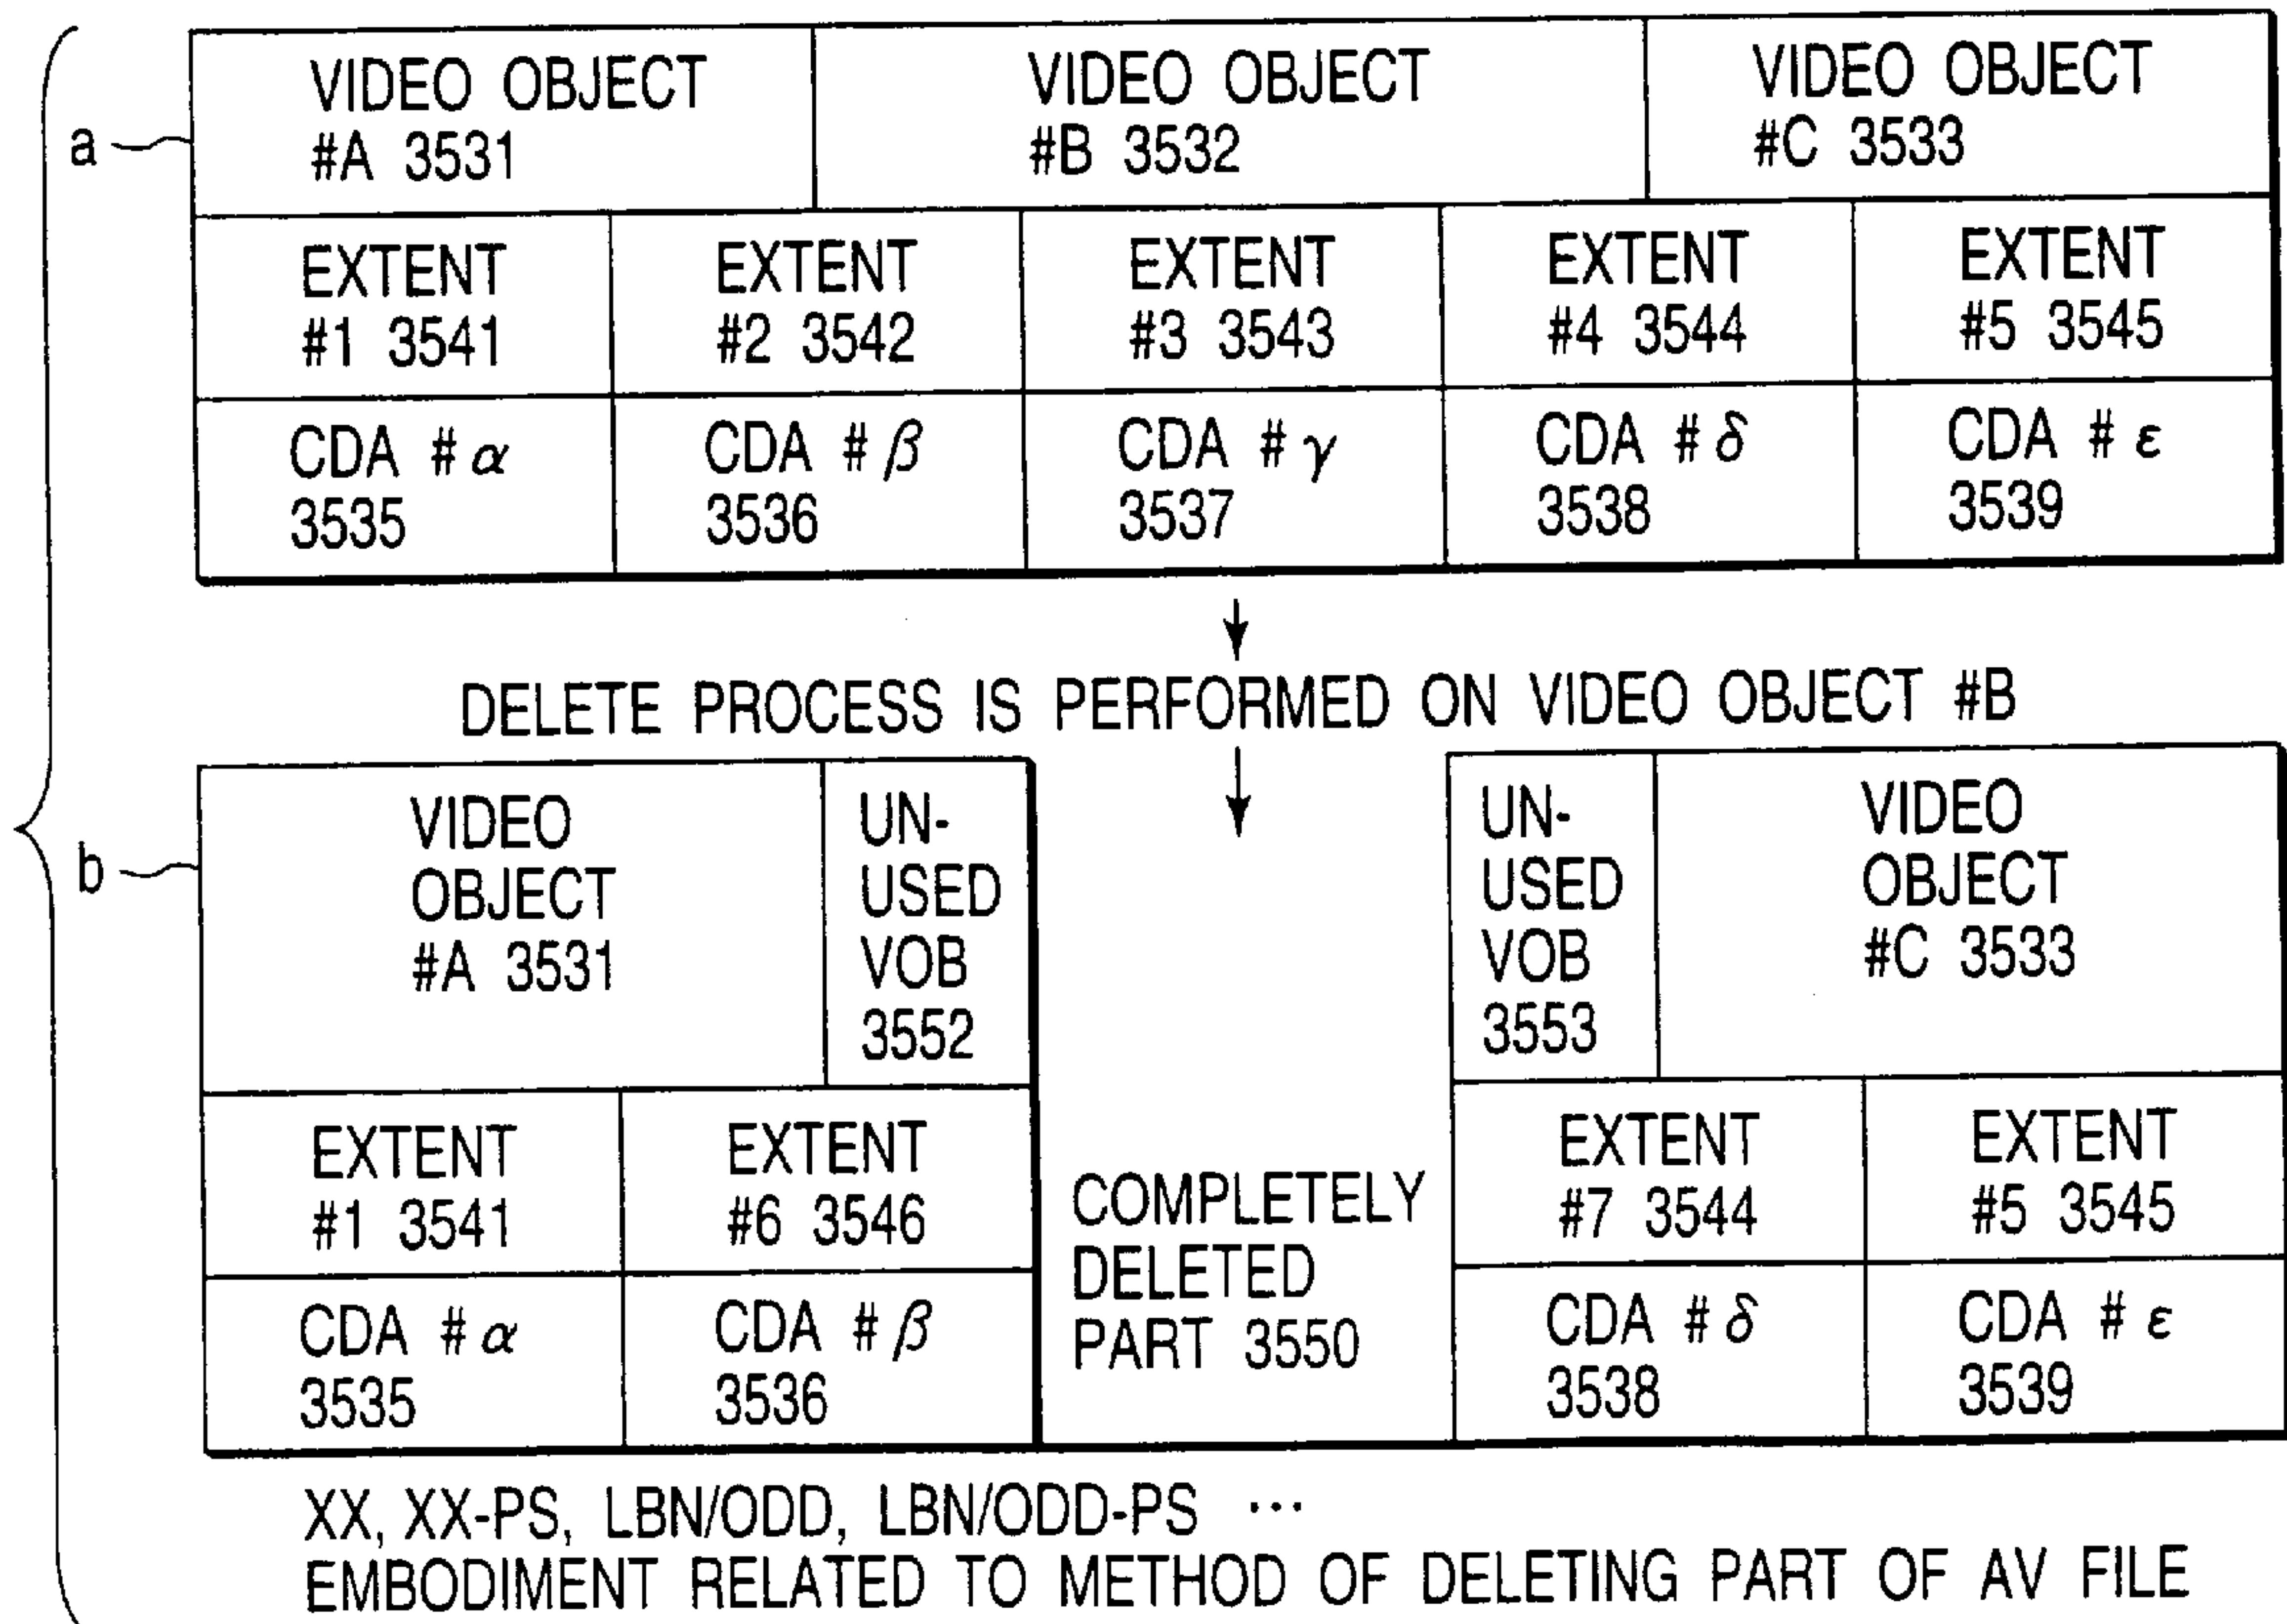 a
VIDEO OBJECT
#A 3531
VIDEO OBJECT
#B 3532
VIDEO OBJECT
#C 3533
EXTENT
#1 3541
EXTENT
#2 3542
EXTENT
#3 3543
EXTENT
#4 3544
EXTENT
#5 3545
CDA #α
3535
CDA #β
3536
CDA #γ
3537
CDA #δ
3538
CDA #ε
3539
DELETE PROCESS IS PERFORMED ON VIDEO OBJECT #B
b
VIDEO
OBJECT
#A 3531
UN-
USED
VOB
3552
UN-
USED
VOB
3553
VIDEO
OBJECT
#C 3533
EXTENT
#1 3541
EXTENT
#6 3546
COMPLETELY
DELETED
PART 3550
EXTENT
#7 3544
EXTENT
#5 3545
CDA #α
3535
CDA #β
3536
CDA #δ
3538
CDA #ε
3539
XX, XX-PS, LBN/ODD, LBN/ODD-PS ···
EMBODIMENT RELATED TO METHOD OF DELETING PART OF AV FILE